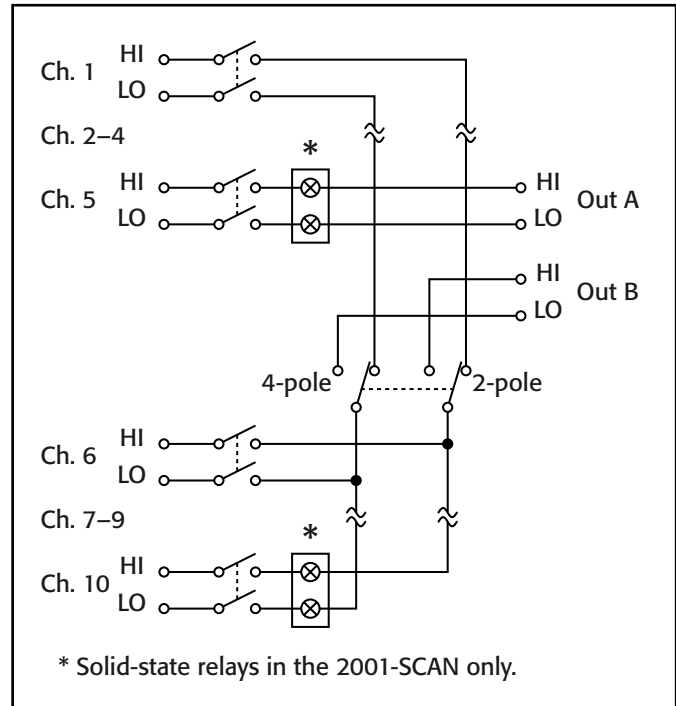 Ch. 1 HI
LO
Ch. 2–4
*
Ch. 5 HI HI Out A
LO LO
HI Out B
LO
4-pole 2-pole
Ch. 6 HI
LO
Ch. 7–9
*
Ch. 10 HI
LO
* Solid-state relays in the 2001-SCAN only.